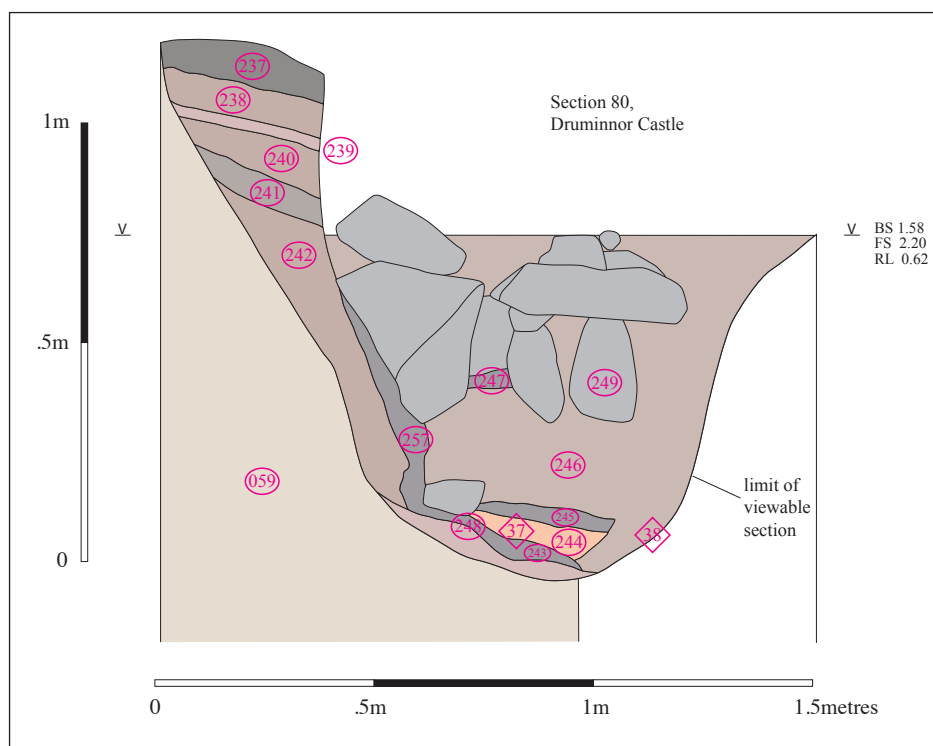 237
238
1m
Section 80,
Druminnor Castle
239
240
241
V
V
BS 1.58
FS 2.20
RL 0.62
242
.5m
247
249
257
246
059
limit of
viewable
section
245
248
37
244
38
243
0
0
.5m
1m
1.5metres